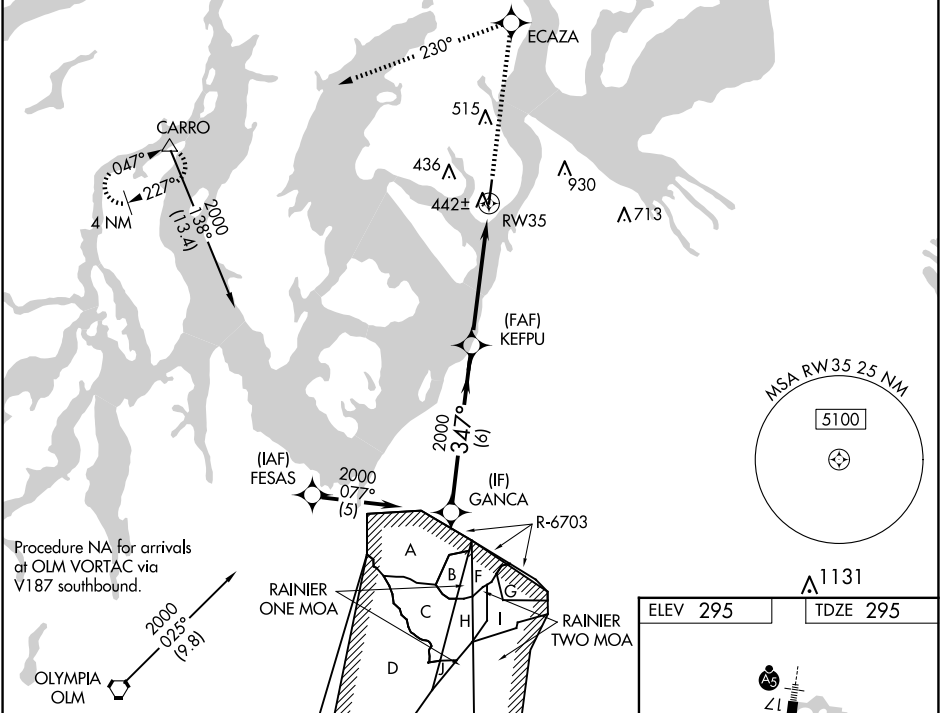 ECAZA
230°
515
CARRO
047°
227°
4 NM
2000
138°
(13.4)
436
930
442±
713
RW35
(FAF)
KEFPU
MSA RW35 25 NM
5100
2000
347°
(6)
(IAF)
FESAS
2000
077°
(5)
(IF)
GANCA
R-6703
Procedure NA for arrivals
at OLM VORTAC via
V187 southbound.
A
B
F
G
C
H
I
D
J
RAINIER
ONE MOA
RAINIER
TWO MOA
1131
2000
025°
(9.8)
OLYMPIA
OLM
ELEV 295
TDZE 295
A5
17